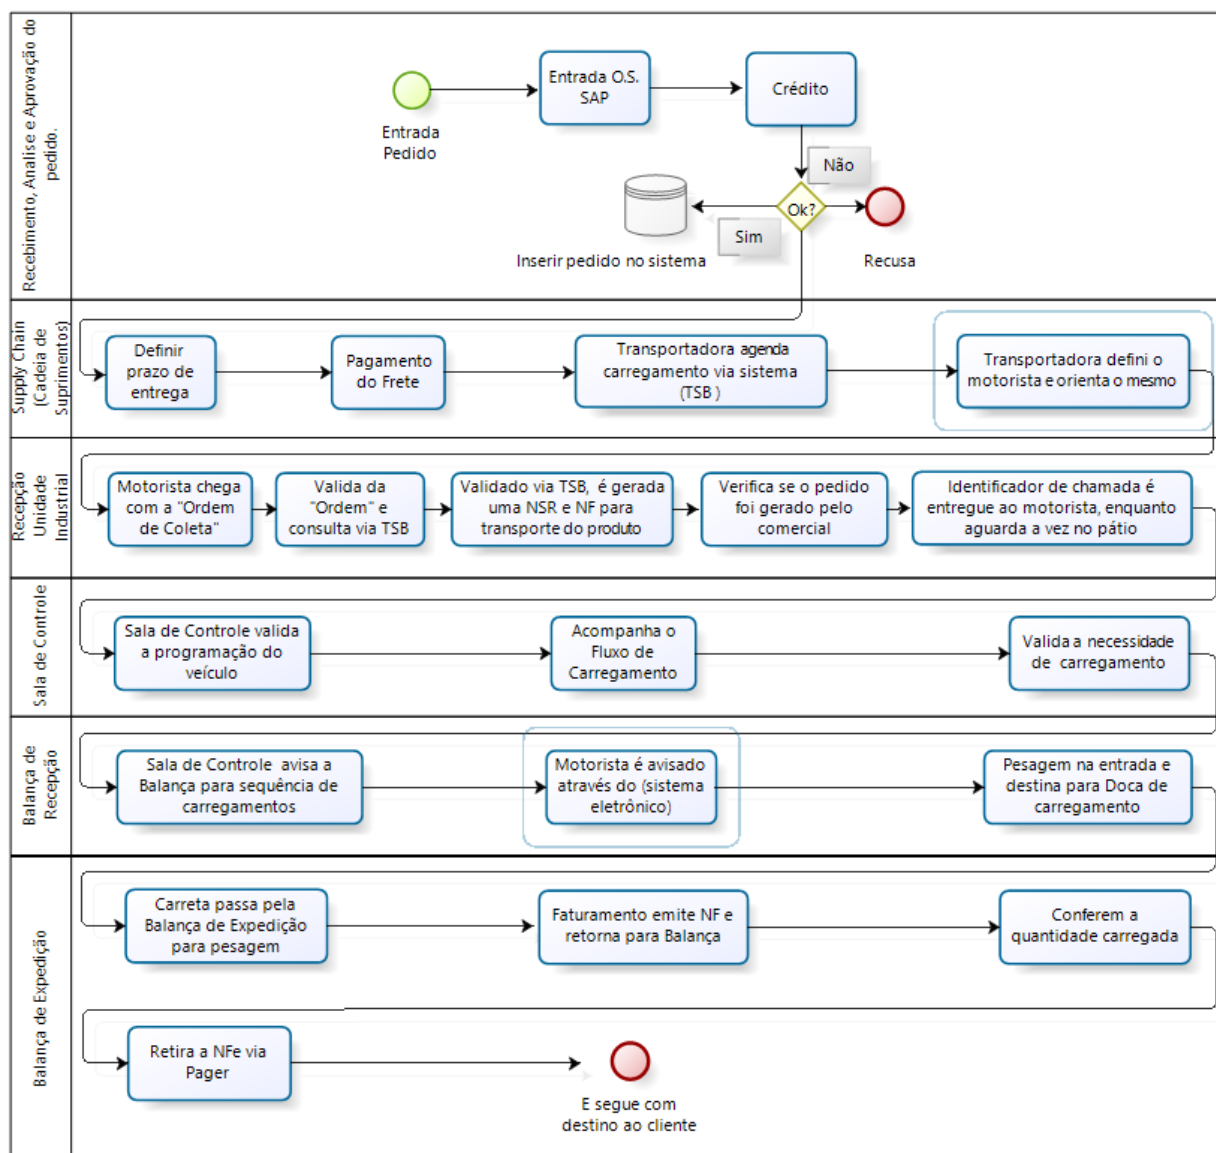 Recebimento, Analise e Aprovação do
pedido.
Entrada
Pedido
Entrada O.S.
SAP
Crédito
Não
Ok?
Sim
Inserir pedido no sistema
Recusa
Supply Chain
(Cadeia de
Suprimentos)
Definir
prazo de
entrega
Pagamento
do Frete
Transportadora agenda
carregamento via sistema
(TSB )
Transportadora defini o
motorista e orienta o mesmo
Recepção
Unidade
Industrial
Motorista chega
com a "Ordem
de Coleta"
Valida da
"Ordem" e
consulta via TSB
Validado via TSB, é gerada
uma NSR e NF para
transporte do produto
Verifica se o pedido
foi gerado pelo
comercial
Identificador de chamada é
entregue ao motorista, enquanto
aguarda a vez no pátio
Sala de Controle
Sala de Controle valida
a programação do
veículo
Acompanha o
Fluxo de
Carregamento
Valida a necessidade
de carregamento
Balança de
Recepção
Sala de Controle avisa a
Balança para sequência de
carregamentos
Motorista é avisado
através do (sistema
eletrônico)
Pesagem na entrada e
destina para Doca de
carregamento
Balança de Expedição
Carreta passa pela
Balança de Expedição
para pesagem
Faturamento emite NF e
retorna para Balança
Conferem a
quantidade carregada
Retira a NFe via
Pager
E segue com
destino ao cliente